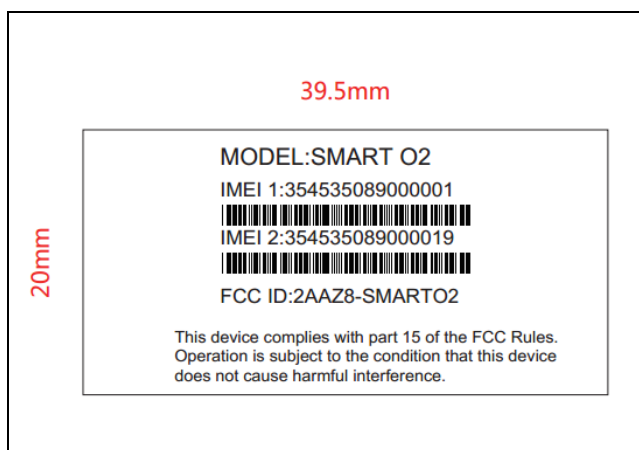 39.5mm
MODEL:SMART O2
IMEI 1:354535089000001
IMEI 2:354535089000019
20mm
FCC ID:2AAZ8-SMARTO2
This device complies with part 15 of the FCC Rules.
Operation is subject to the condition that this device
does not cause harmful interference.